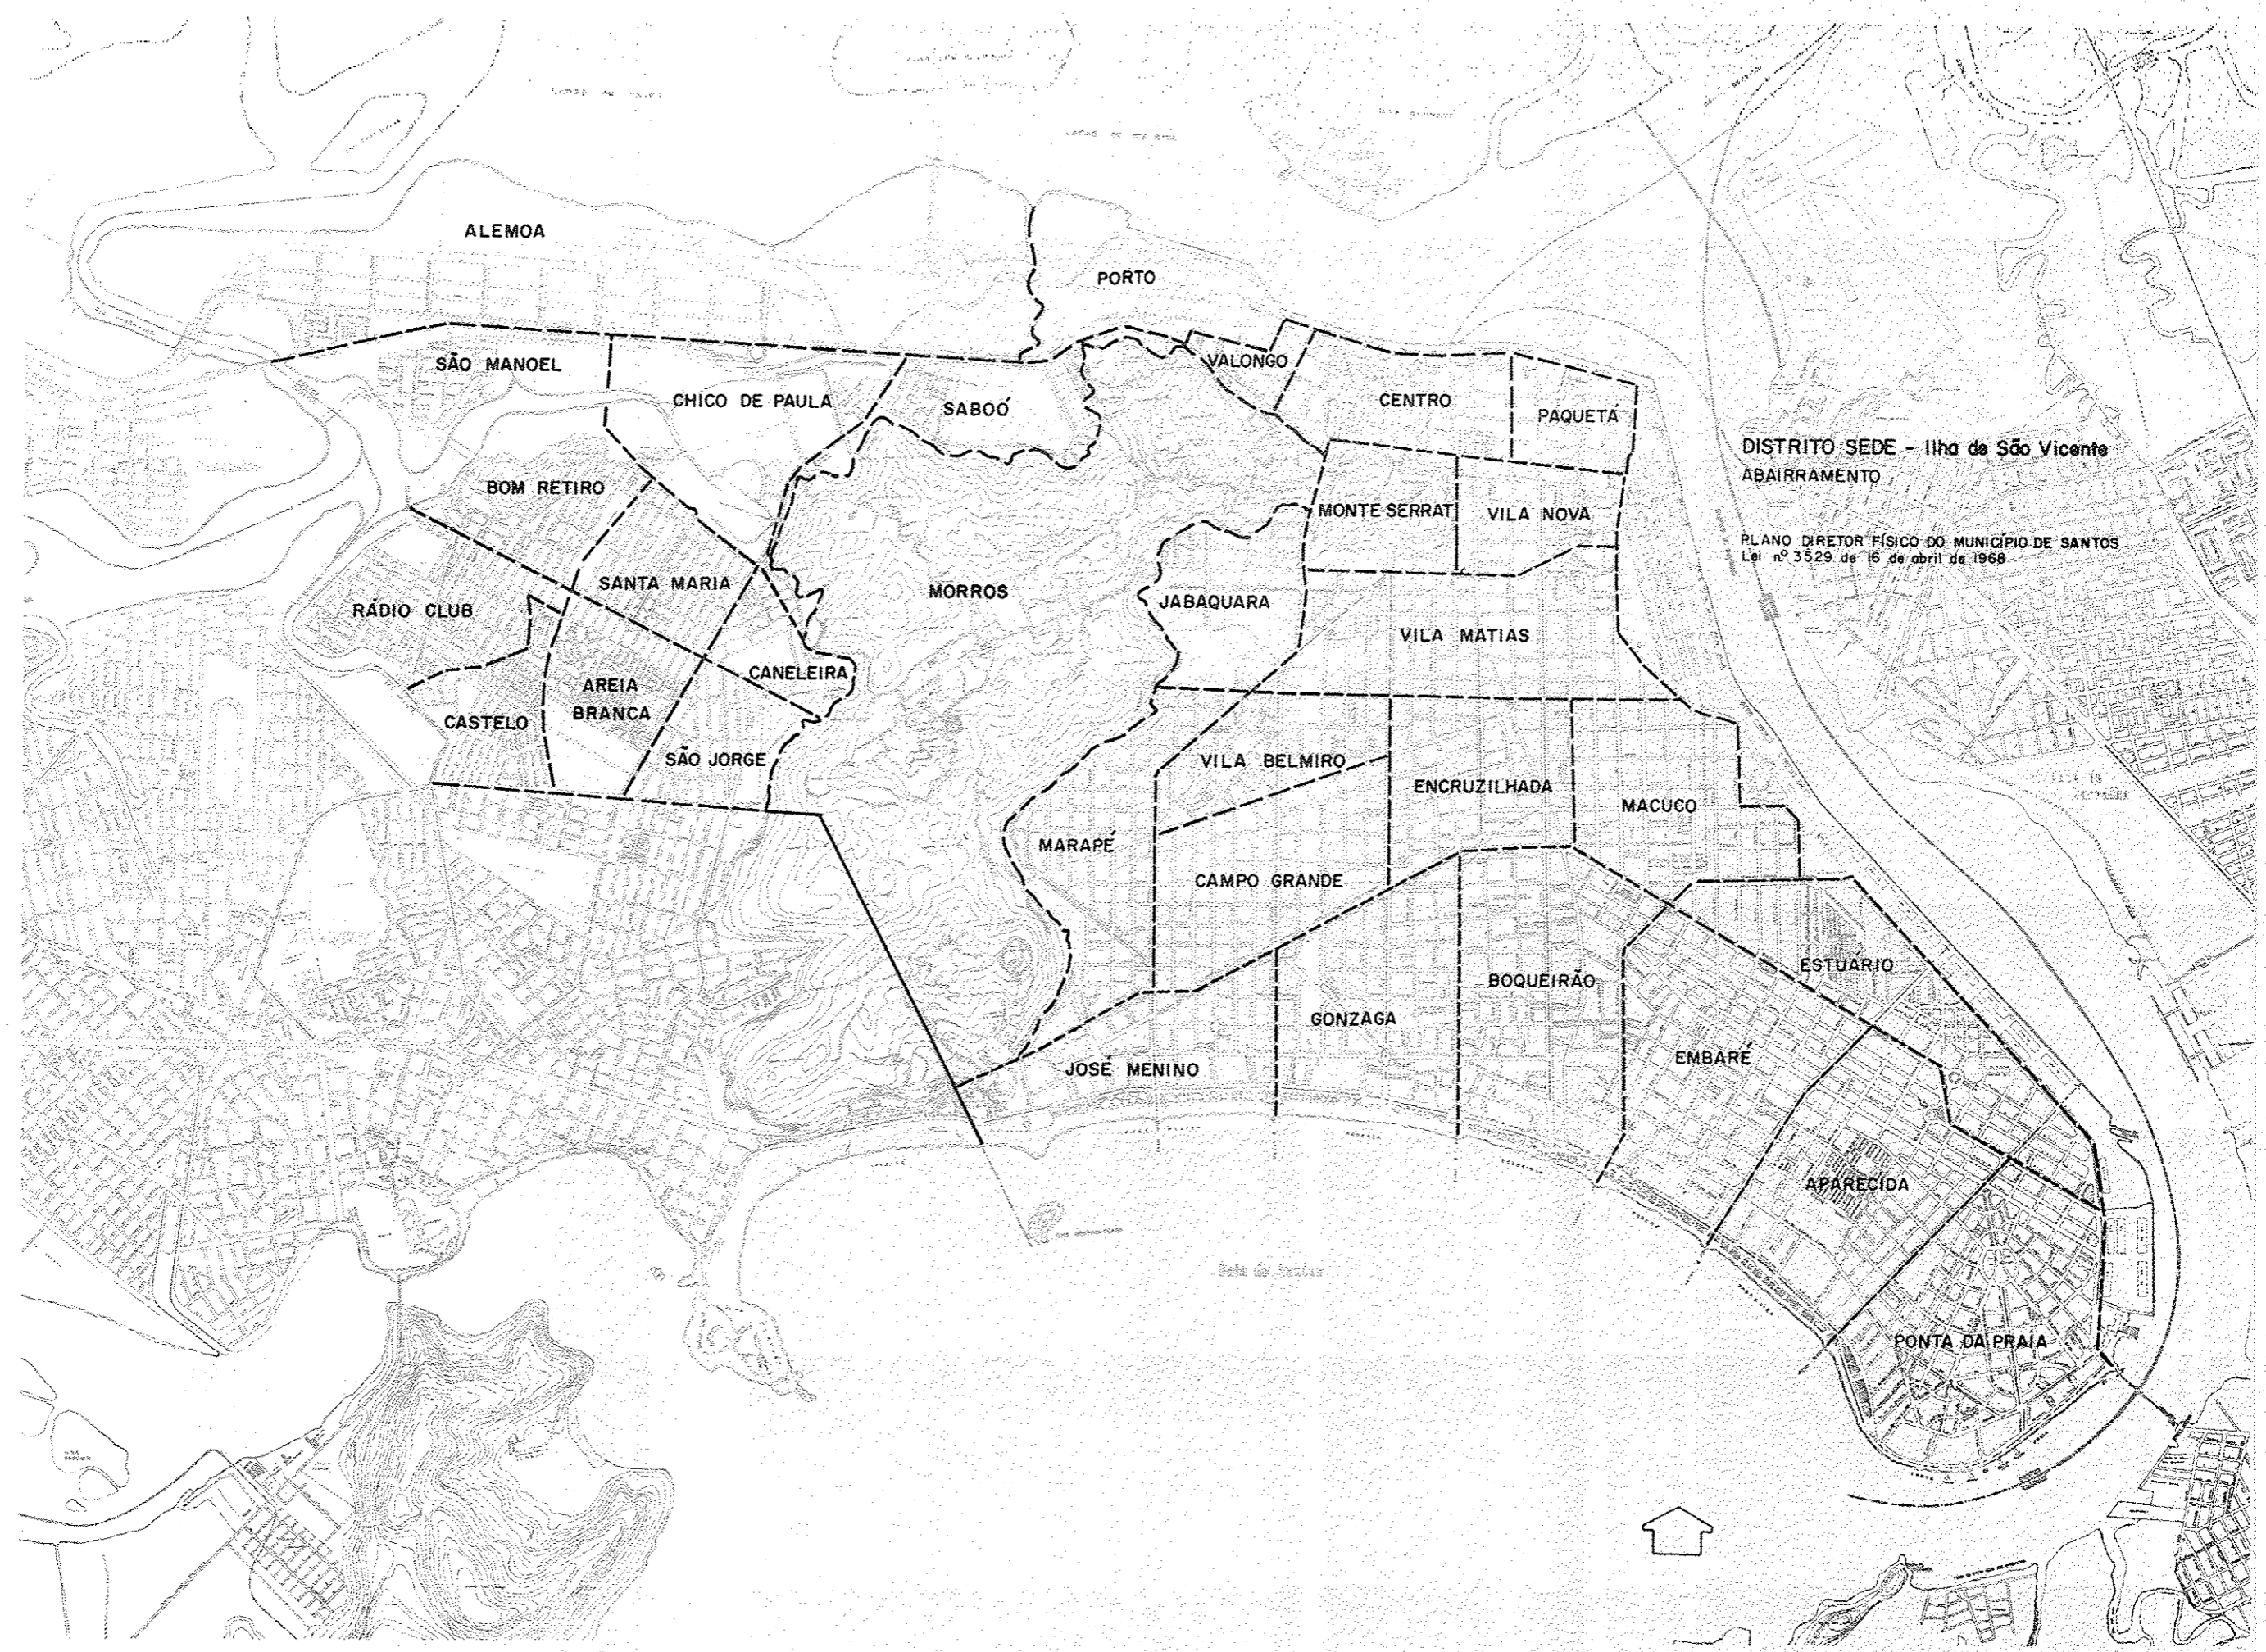 ALEMOA
PORTO
SÃO MANOEL
VALONGO
CHICO DE PAULA
SABOÓ
CENTRO
PAQUETÁ
DISTRITO SEDE - Ilha de São Vicente
ABAIRRAMENTO
BOM RETIRO
MONTE SERRAT
VILA NOVA
PLANO DIRETOR FÍSICO DO MUNICÍPIO DE SANTOS
Lei nº 3529 de 16 de abril de 1968
SANTA MARIA
MORROS
RÁDIO CLUB
JABAQUARA
VILA MATIAS
CANELEIRA
AREIA
BRANCA
CASTELO
SÃO JORGE
VILA BELMIRO
ENCRUZILHADA
MACUCO
MARAPÉ
CAMPO GRANDE
ESTUÁRIO
BOQUEIRÃO
GONZAGA
EMBARÉ
JOSÉ MENINO
APARECIDA
PONTA DA PRAIA